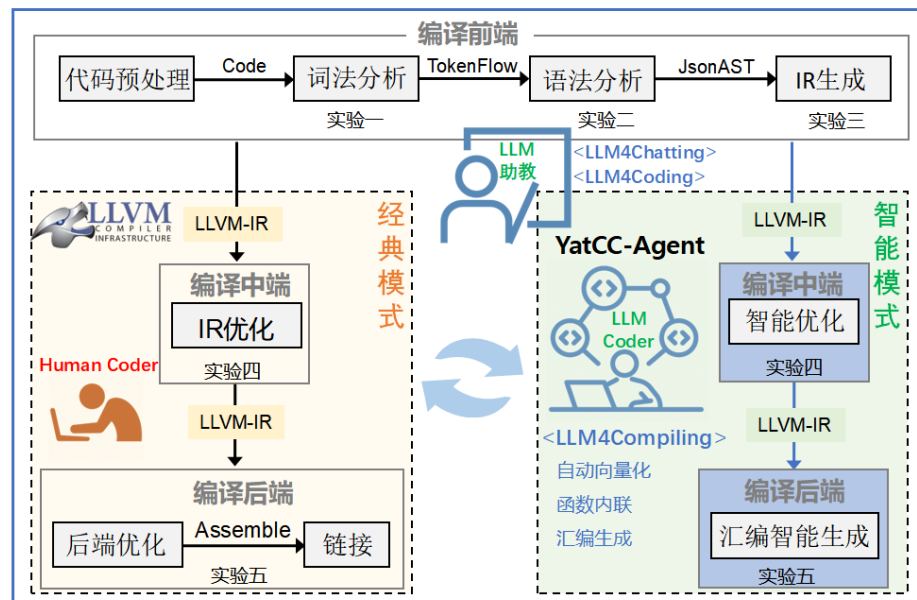 编译前端
代码预处理
Code
词法分析
TokenFlow
语法分析
JsonAST
IR生成
实验一
实验二
实验三
LLM
助教
<LLM4Chatting>
<LLM4Coding>
LLVM
COMPILER
INFRASTRUCTURE
LLVM-IR
经典模式
编译中端
IR优化
实验四
Human Coder
LLVM-IR
编译后端
后端优化
Assemble
链接
实验五
LLVM-IR
智能模式
YatCC-Agent
LLM
Coder
编译中端
智能优化
实验四
<LLM4Compiling>
自动向量化
函数内联
汇编生成
LLVM-IR
编译后端
汇编智能生成
实验五